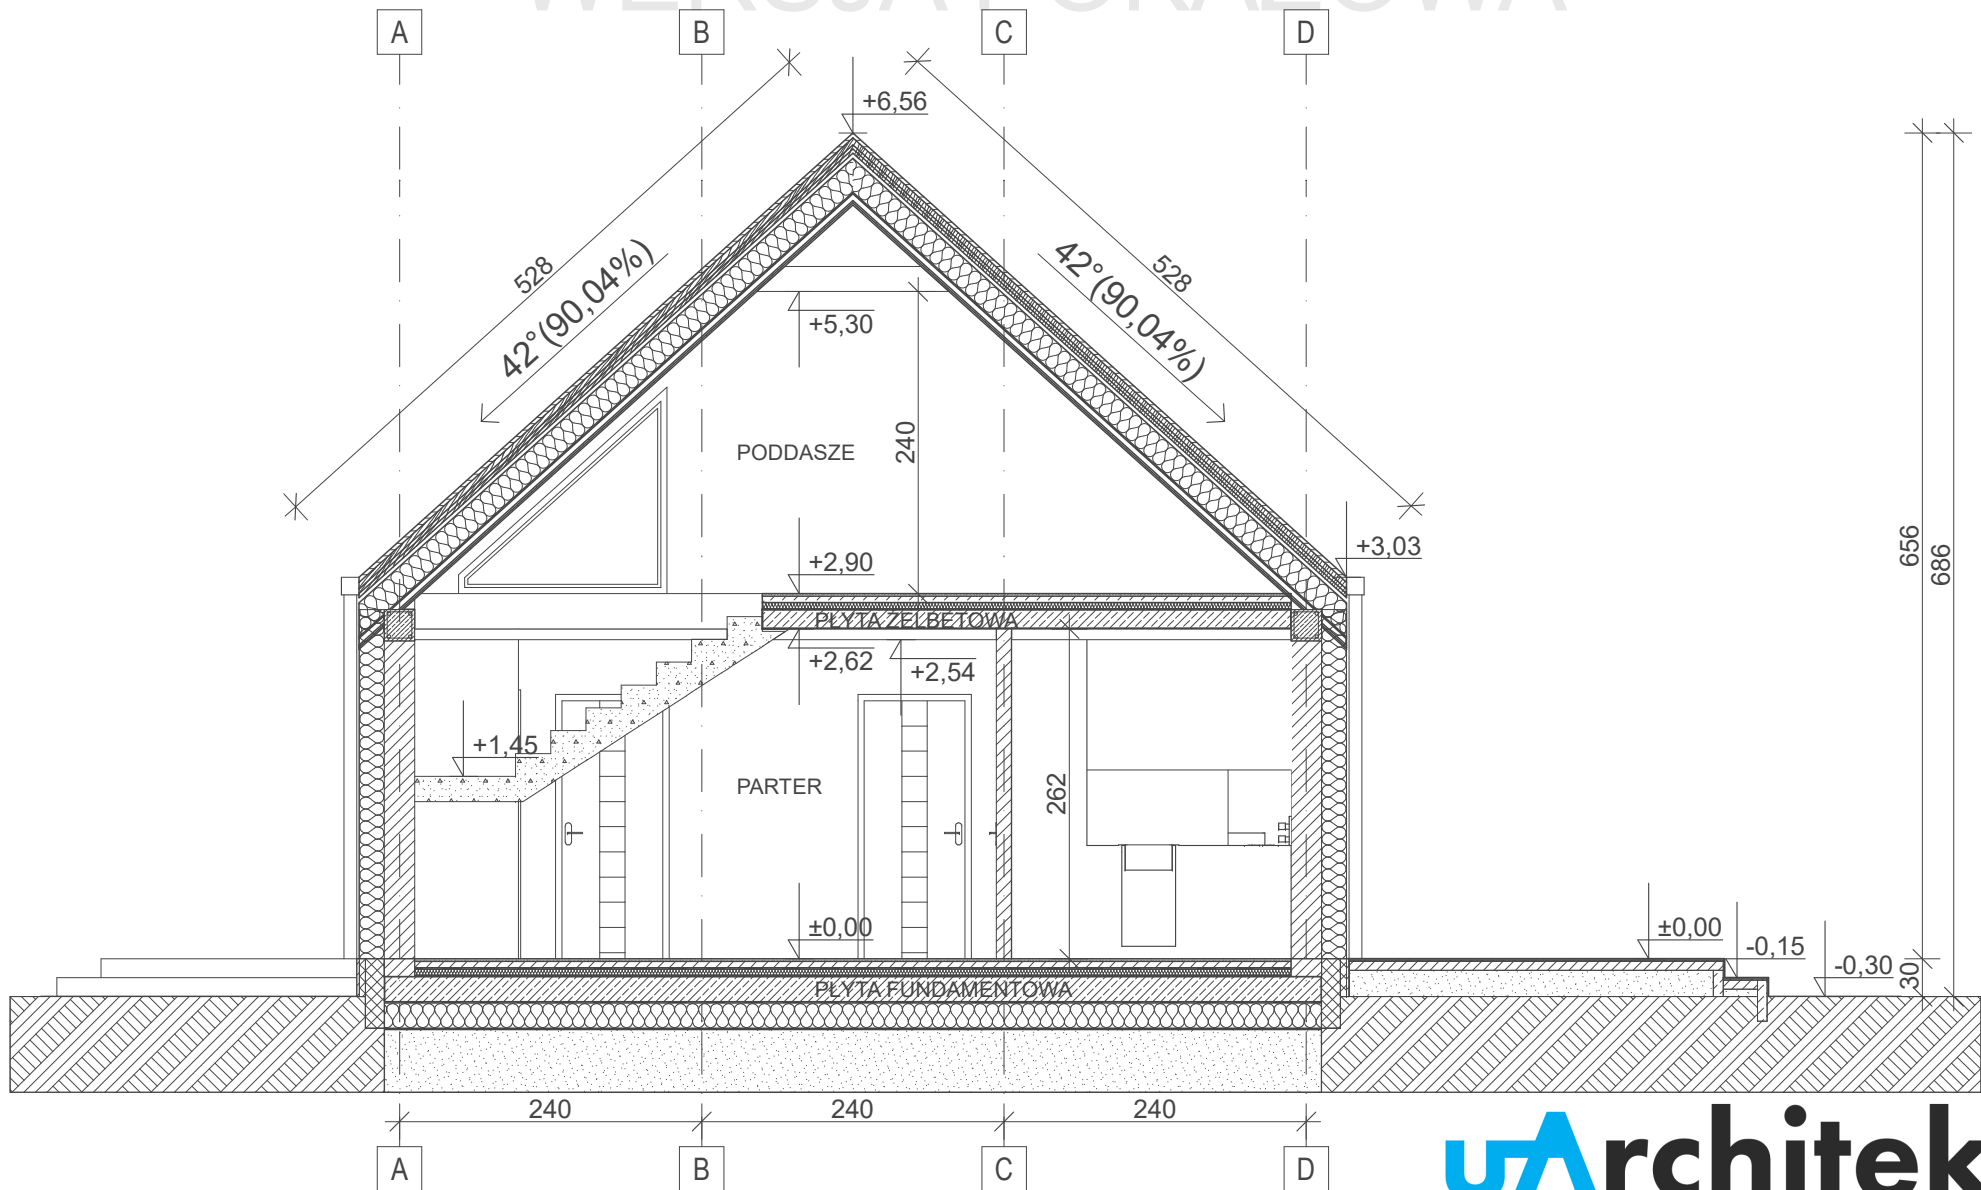 WERSJA POKAZOWA
A
B
C
D
+6,56
528
42°(90,04%)
528
42°(90,04%)
+5,30
240
PODDASZE
+2,90
+3,03
656
686
PŁYTA ŻELBETOWA
+2,62
+2,54
+1,45
PARTER
262
±0,00
±0,00
-0,15
-0,30
30
PŁYTA FUNDAMENTOWA
240
240
240
A
B
C
D
uArchitek